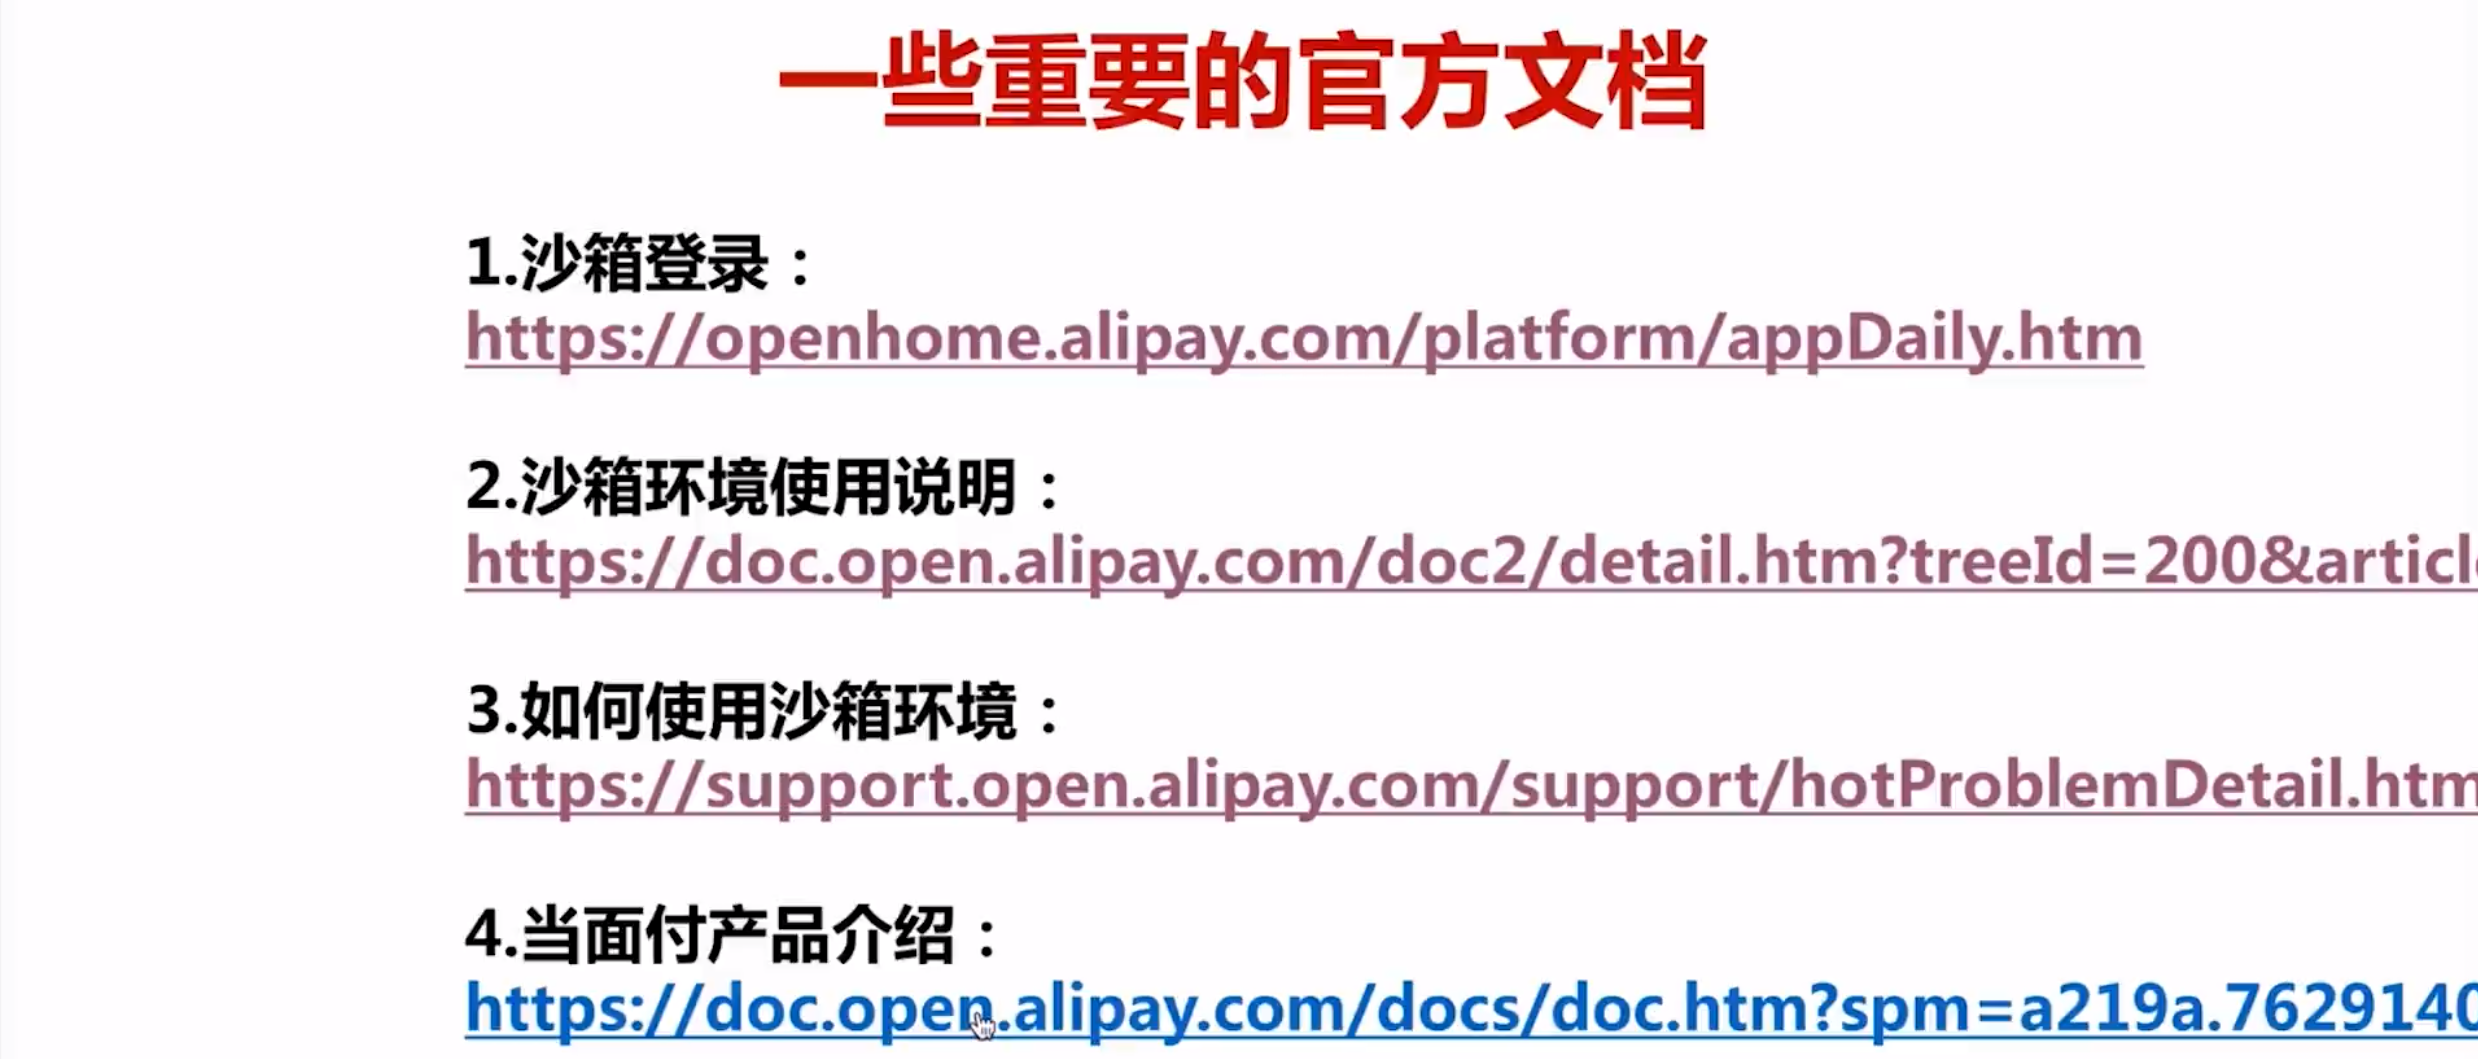 一些重要的官方文档
1.沙箱登录：
https://openhome.alipay.com/platform/appDaily.htm
2.沙箱环境使用说明：
https://doc.open.alipay.com/doc2/detail.htm?treeId=200&articl
3.如何使用沙箱环境：
https://support.open.alipay.com/support/hotProblemDetail.htm
4.当面付产品介绍：
https://doc.open.alipay.com/docs/doc.htm?spm=a219a.7629140